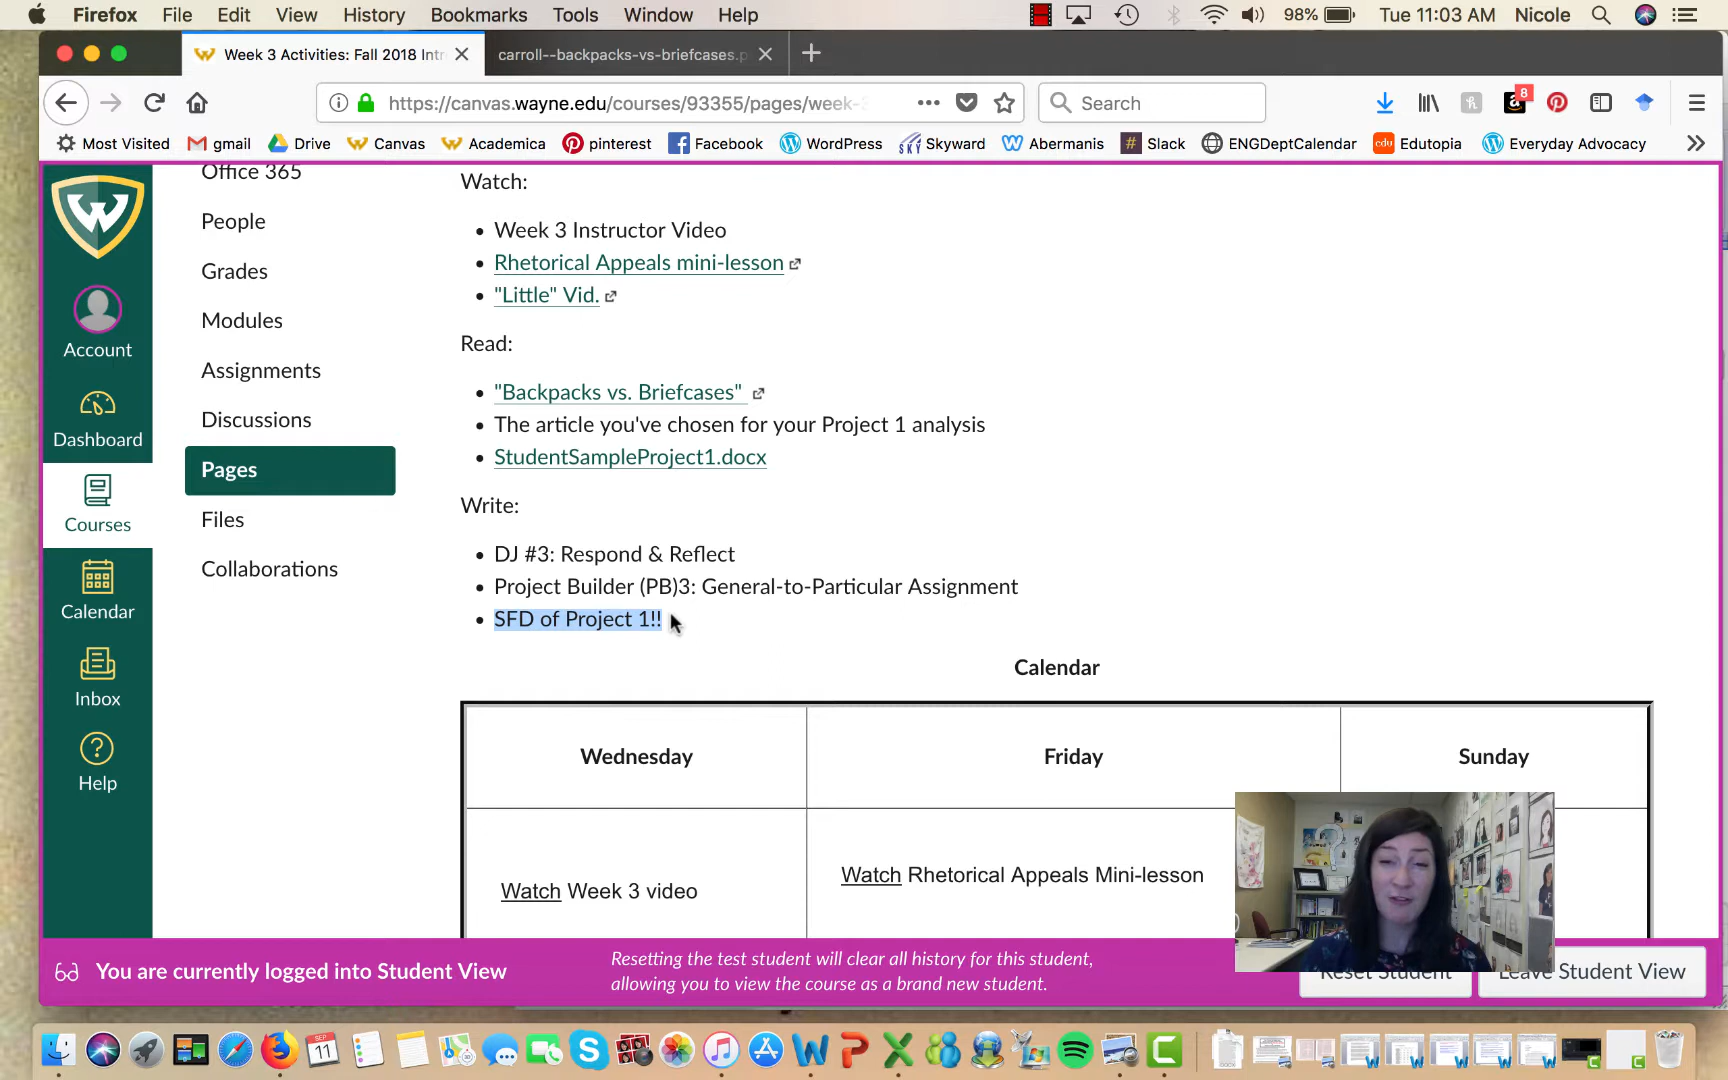 Firefox File Edit View History Bookmarks Tools Window Help 98% Tue 11:03 AM Nicole
Week 3 Activities: Fall 2018 Intr
carroll--backpacks-vs-briefcases.p
https://canvas.wayne.edu/courses/93355/pages/week-3
Search
8
Most Visited gmail Drive Canvas Academica pinterest Facebook WordPress Skyward Abermanis Slack ENGDeptCalendar Edutopia Everyday Advocacy
Account
Dashboard
Courses
Calendar
Inbox
Help
Office 365
People
Grades
Modules
Assignments
Discussions
Pages
Files
Collaborations
Watch:
Week 3 Instructor Video
Rhetorical Appeals mini-lesson
"Little" Vid.
Read:
"Backpacks vs. Briefcases"
The article you've chosen for your Project 1 analysis
StudentSampleProject1.docx
Write:
DJ #3: Respond & Reflect
Project Builder (PB)3: General-to-Particular Assignment
SFD of Project 1!!
Calendar
Wednesday Friday Sunday
Watch Week 3 video
Watch Rhetorical Appeals Mini-lesson
You are currently logged into Student View
Resetting the test student will clear all history for this student,
allowing you to view the course as a brand new student.
Reset Student
Leave Student View
SEP
11